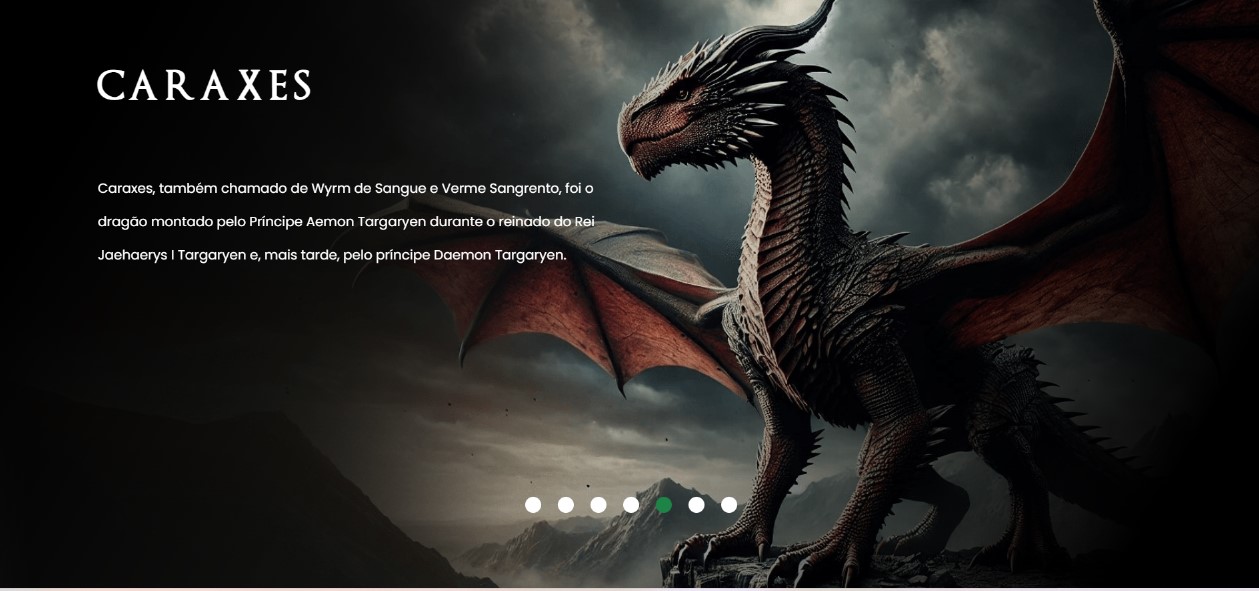 CARAXES
Caraxes, também chamado de Wyrm de Sangue e Verme Sangrento, foi o
dragão montado pelo Príncipe Aemon Targaryen durante o reinado do Rei
Jaehaerys I Targaryen e, mais tarde, pelo príncipe Daemon Targaryen.